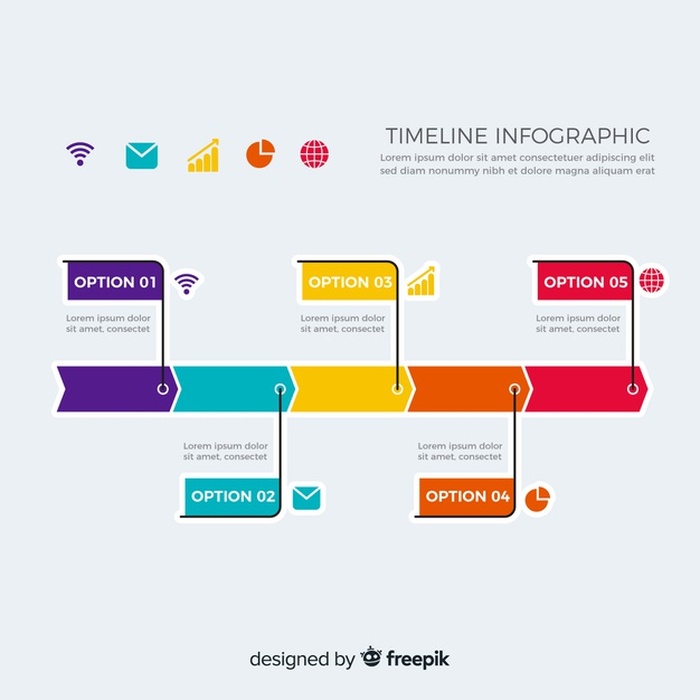 TIMELINE INFOGRAPHIC
Lorem ipsum dolor sit amet consectetuer adipiscing elit
sed diam nonummy nibh et dolore magna aliquam erat
OPTION 01
Lorem ipsum dolor
sit amet, consectet
OPTION 03
Lorem ipsum dolor
sit amet, consectet
OPTION 05
Lorem ipsum dolor
sit amet, consectet
Lorem ipsum dolor
sit amet, consectet
OPTION 02
Lorem ipsum dolor
sit amet, consectet
OPTION 04
designed by freepik